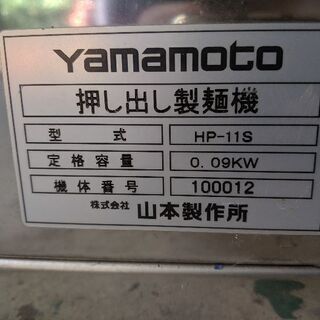 Yamamoto
押し出し製麺機
型式 HP-11S
定格容量 0.09KW
機体番号 100012
株式会社 山本製作所